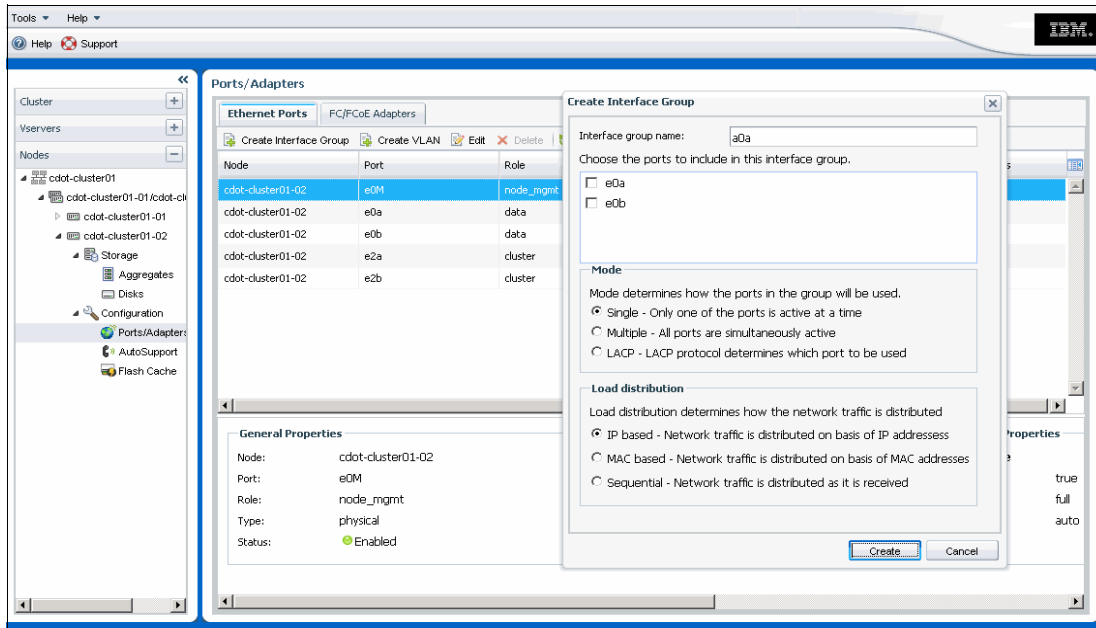 Tools Help
IBM.
Help Support
Ports/Adapters
Cluster
Vservers
Nodes
cdot-cluster01
cdot-cluster01-01/cdot-cl
cdot-cluster01-01
cdot-cluster01-02
Storage
Aggregates
Disks
Configuration
Ports/Adapters
AutoSupport
Flash Cache
Ethernet Ports FC/FCoE Adapters
Create Interface Group Create VLAN Edit Delete
Node Port Role
cdot-cluster01-02 e0M node_mgmt
cdot-cluster01-02 e0a data
cdot-cluster01-02 e0b data
cdot-cluster01-02 e2a cluster
cdot-cluster01-02 e2b cluster
General Properties
Node: cdot-cluster01-02
Port: e0M
Role: node_mgmt
Type: physical
Status: Enabled
Properties
true
full
auto
Create Interface Group
Interface group name: a0a
Choose the ports to include in this interface group.
e0a
e0b
Mode
Mode determines how the ports in the group will be used.
Single - Only one of the ports is active at a time
Multiple - All ports are simultaneously active
LACP - LACP protocol determines which port to be used
Load distribution
Load distribution determines how the network traffic is distributed
IP based - Network traffic is distributed on basis of IP addressess
MAC based - Network traffic is distributed on basis of MAC addresses
Sequential - Network traffic is distributed as it is received
Create Cancel